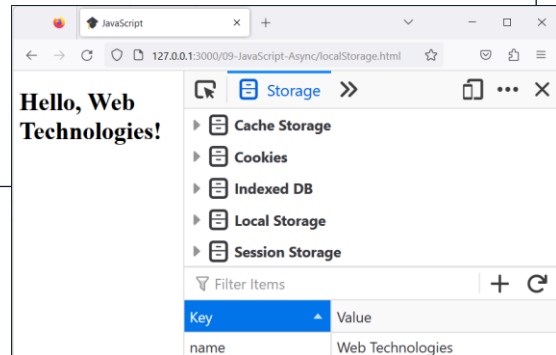 JavaScript
127.0.0.1:3000/09-JavaScript-Async/localStorage.html
Hello, Web
Technologies!
Storage
Cache Storage
Cookies
Indexed DB
Local Storage
Session Storage
Filter Items
Key Value
name Web Technologies